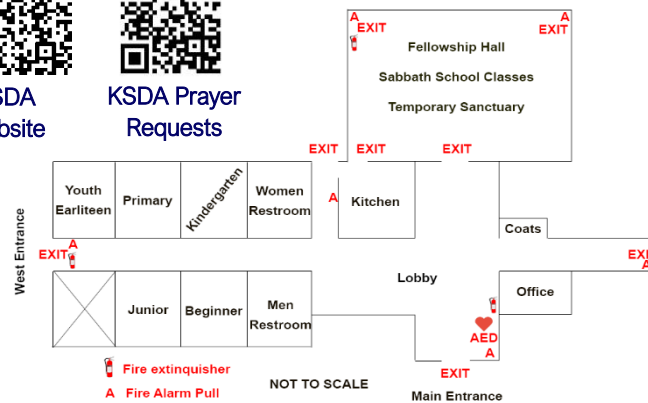 SDA
bsite
KSDA Prayer
Requests
A
EXIT
A
EXIT
Fellowship Hall
Sabbath School Classes
Temporary Sanctuary
EXIT
EXIT
EXIT
Youth
Earliteen
Primary
Kindergarten
Women
Restroom
A
Kitchen
Coats
West Entrance
A
EXIT
EXI
A
Lobby
Junior
Beginner
Men
Restroom
Office
AED
A
EXIT
Main Entrance
Fire extinguisher
A Fire Alarm Pull
NOT TO SCALE